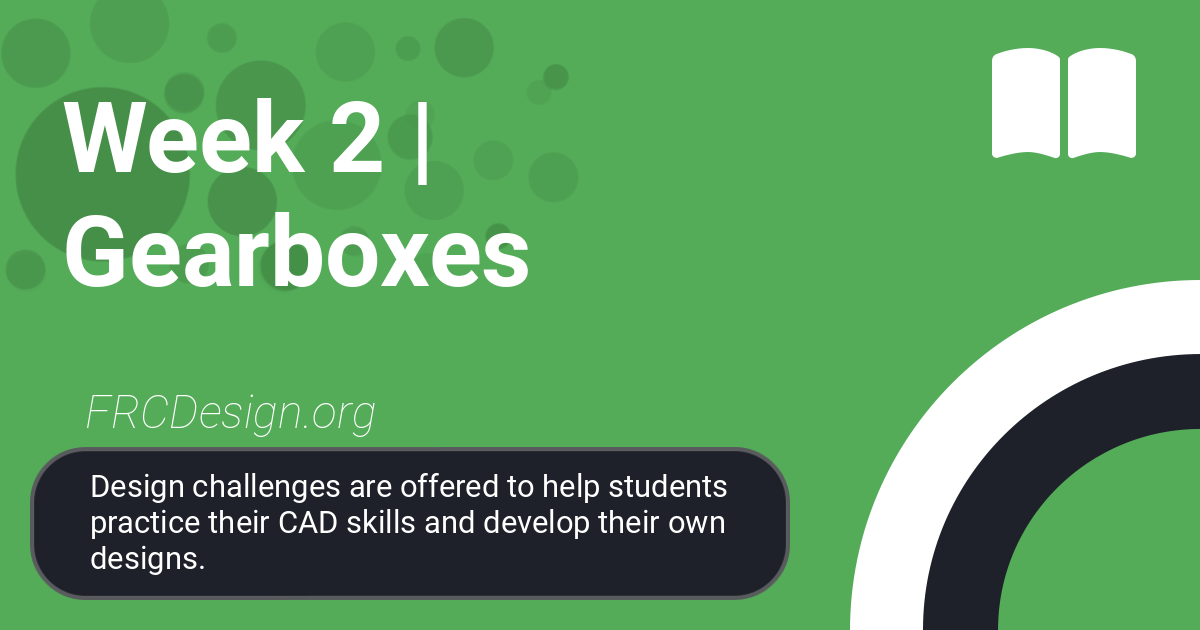 Week 2 |
Gearboxes
FRCDesign.org
Design challenges are offered to help students
practice their CAD skills and develop their own
designs.